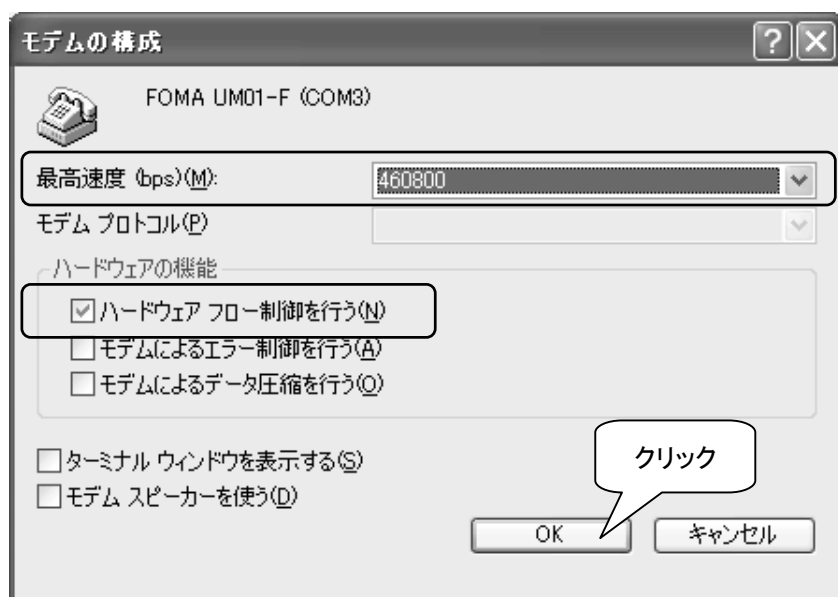 モデムの構成
FOMA UM01-F (COM3)
最高速度 (bps)(M): 460800
モデム プロトコル(P)
ハードウェアの機能
ハードウェア フロー制御を行う(N)
モデムによるエラー制御を行う(A)
モデムによるデータ圧縮を行う(O)
ターミナル ウィンドウを表示する(S)
モデム スピーカーを使う(D)
クリック
OK キャンセル